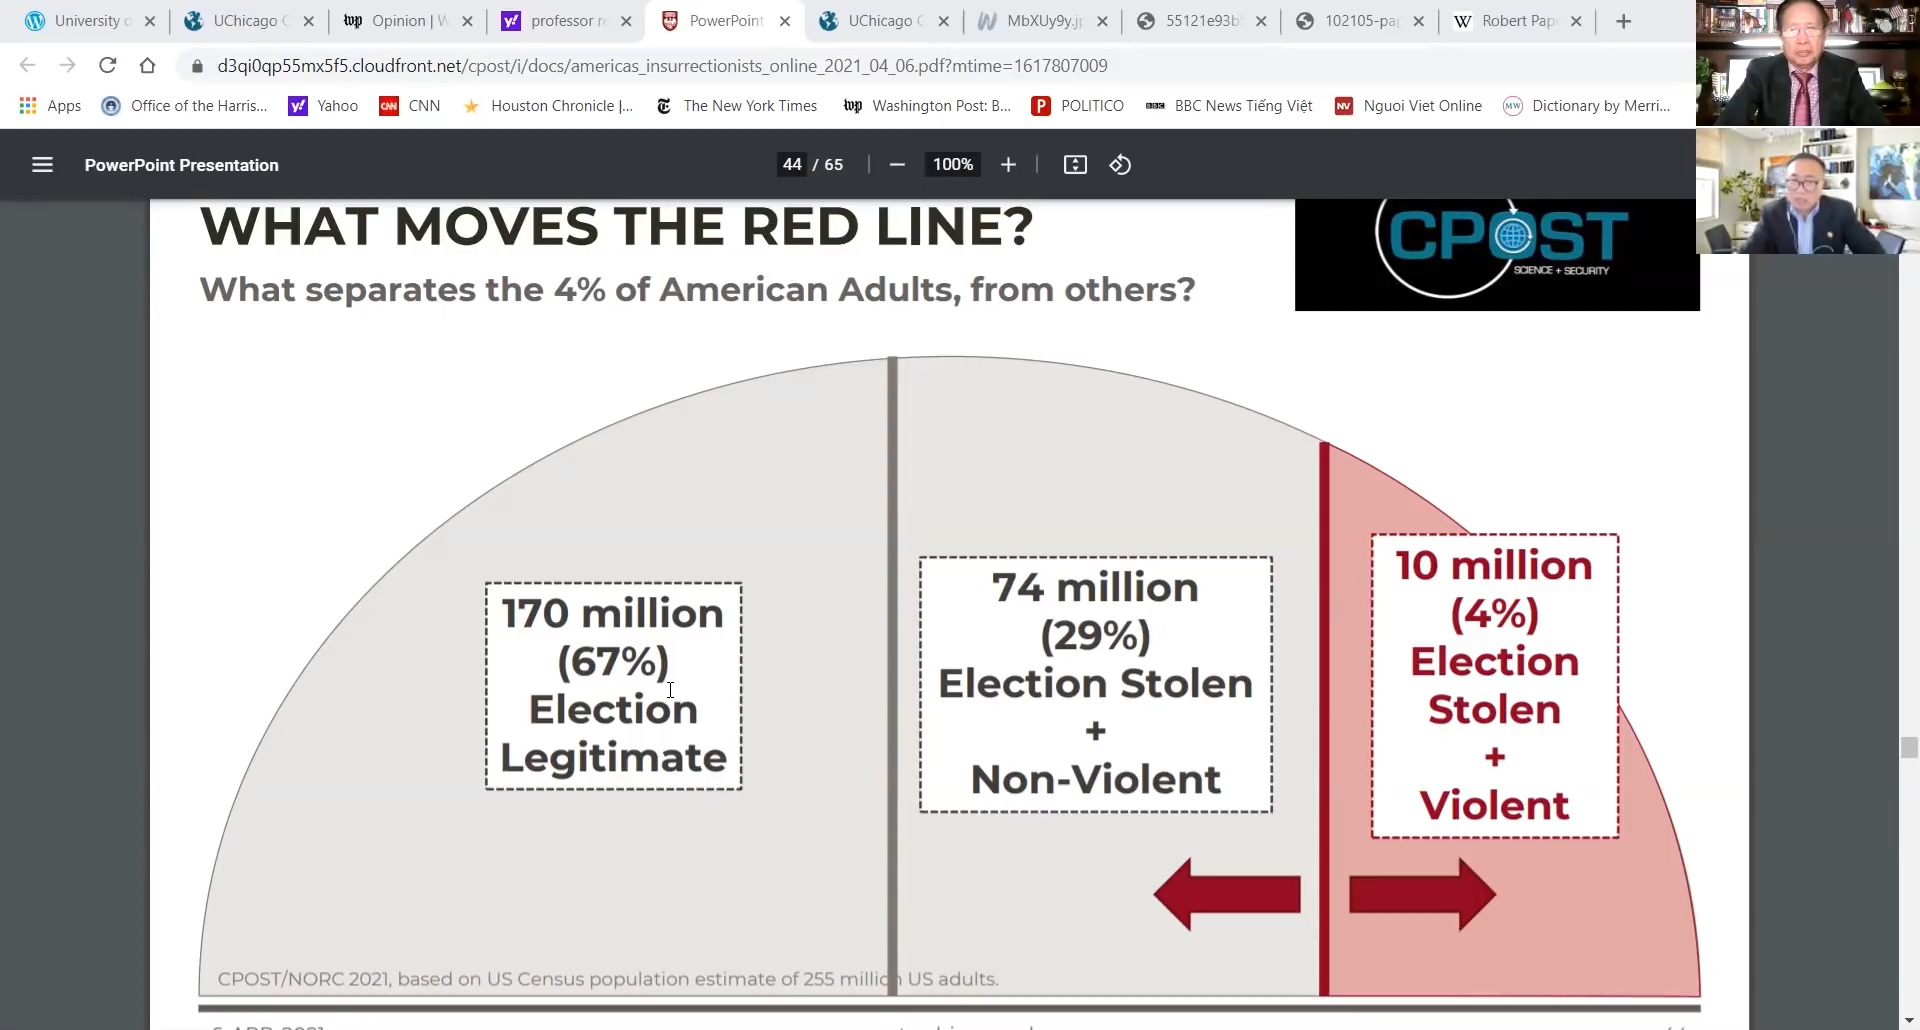 University o
UChicago C
wp Opinion | W
professor r
PowerPoint
UChicago C
MbXUy9y.j
55121e93b
102105-pa
Robert Pap
d3qi0qp55mx5f5.cloudfront.net/cpost/i/docs/americas_insurrectionists_online_2021_04_06.pdf?mtime=1617807009
Apps
Office of the Harris...
Yahoo
CNN
Houston Chronicle |...
The New York Times
wp Washington Post: B...
POLITICO
BBC BBC News Tiếng Việt
NV Nguoi Viet Online
MW Dictionary by Merri...
PowerPoint Presentation
44 / 65
100%
WHAT MOVES THE RED LINE?
What separates the 4% of American Adults, from others?
CPOST
SCIENCE + SECURITY
170 million
(67%)
Election
Legitimate
74 million
(29%)
Election Stolen
+
Non-Violent
10 million
(4%)
Election
Stolen
+
Violent
CPOST/NORC 2021, based on US Census population estimate of 255 million US adults.